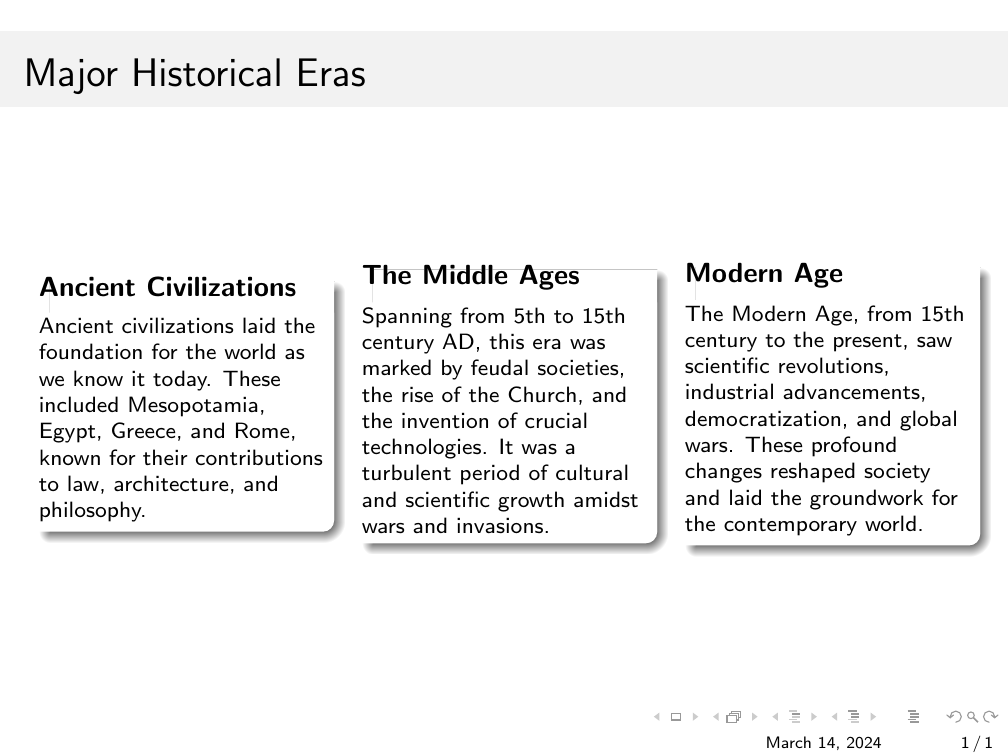 Major Historical Eras
Ancient Civilizations
Ancient civilizations laid the
foundation for the world as
we know it today. These
included Mesopotamia,
Egypt, Greece, and Rome,
known for their contributions
to law, architecture, and
philosophy.
The Middle Ages
Spanning from 5th to 15th
century AD, this era was
marked by feudal societies,
the rise of the Church, and
the invention of crucial
technologies. It was a
turbulent period of cultural
and scientific growth amidst
wars and invasions.
Modern Age
The Modern Age, from 15th
century to the present, saw
scientific revolutions,
industrial advancements,
democratization, and global
wars. These profound
changes reshaped society
and laid the groundwork for
the contemporary world.
March 14, 2024 1 / 1